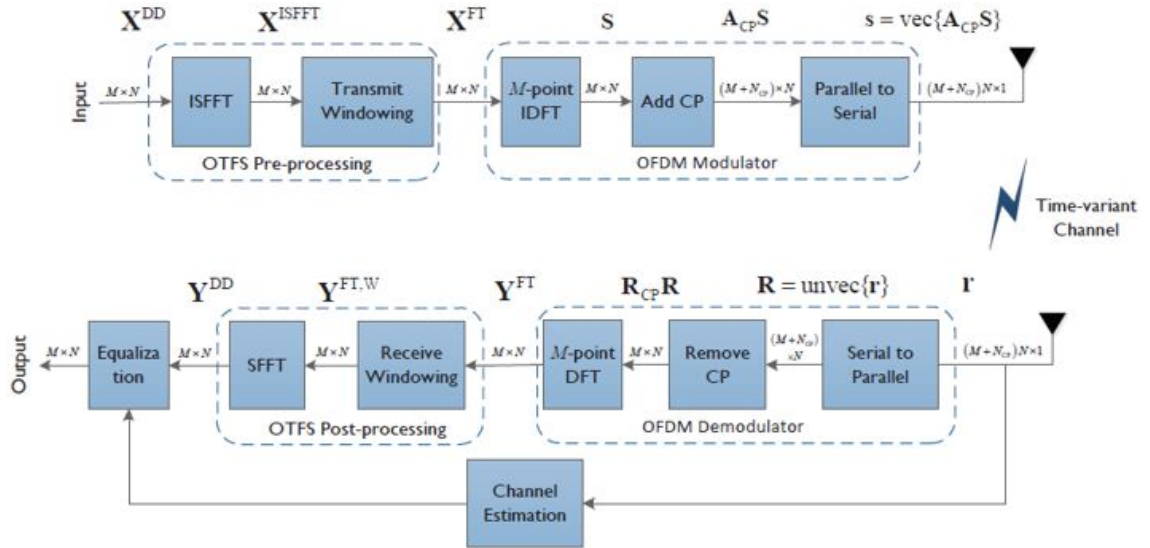 X^DD X^ISFFT X^FT S A_CP S s = vec{A_CP S}
Input
M×N
ISFFT
M×N
Transmit
Windowing
M×N
M-point
IDFT
M×N
Add CP
(M+N_CP)×N
Parallel to
Serial
(M+N_CP)N×1
OTFS Pre-processing
OFDM Modulator
Time-variant
Channel
Y^DD Y^FT,W Y^FT R_CP R R = unvec{r} r
Output
M×N
Equaliza
tion
M×N
SFFT
M×N
Receive
Windowing
M×N
M-point
DFT
M×N
Remove
CP
(M+N_CP)
×N
Serial to
Parallel
(M+N_CP)N×1
OTFS Post-processing
OFDM Demodulator
Channel
Estimation